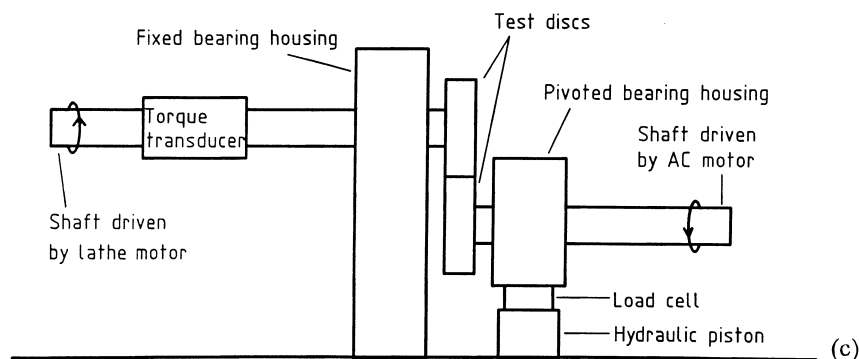 Test discs
Fixed bearing housing
Pivoted bearing housing
Torque
transducer
Shaft driven
by AC motor
Shaft driven
by lathe motor
Load cell
Hydraulic piston
(c)